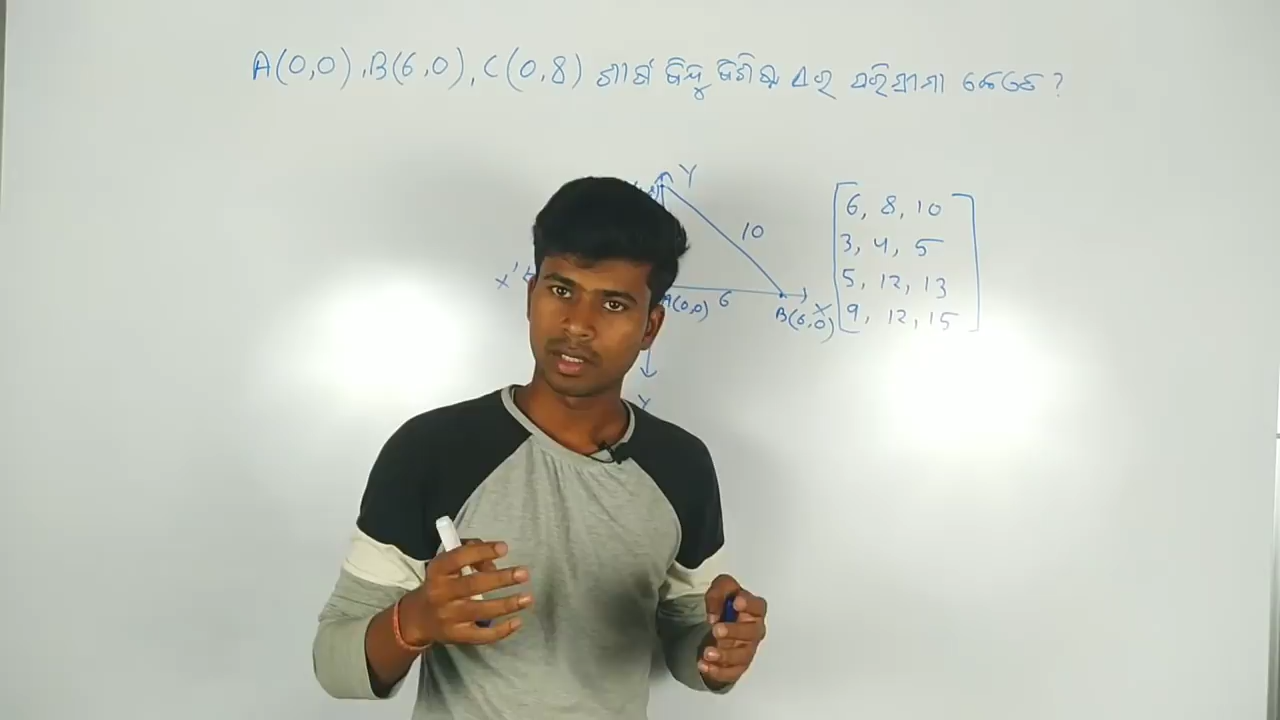 A(0,0), B(6,0), C(0,8) ଶୀର୍ଷ ବିନ୍ଦୁ ବିଶିଷ୍ଟ Δର ପରିସୀମା କେତେ?
Y
10
X'
A(0,0) 6
X
B(6,0)
Y
6, 8, 10
3, 4, 5
5, 12, 13
9, 12, 15